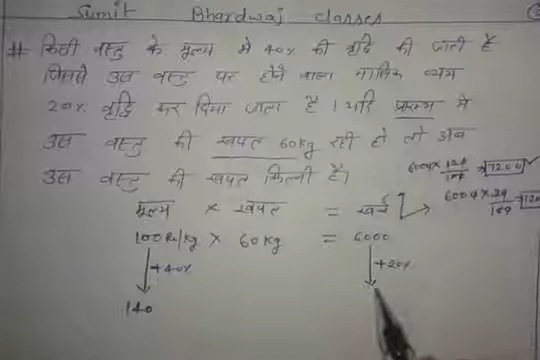 Sumit Bhardwaj classes
# किसी वस्तु के मूल्य में 40% की वृद्धि की जाती है
जिससे उस वस्तु पर होने वाला मासिक व्यय
20% वृद्धि कर दिया जाता है। यदि प्रारम्भ में
उस वस्तु की खपत 60kg रही हो तो अब
उस वस्तु की खपत कितनी है।
मूल्य × खपत = खर्च
100Rs/kg × 60kg = 6000
+40% +20%
140